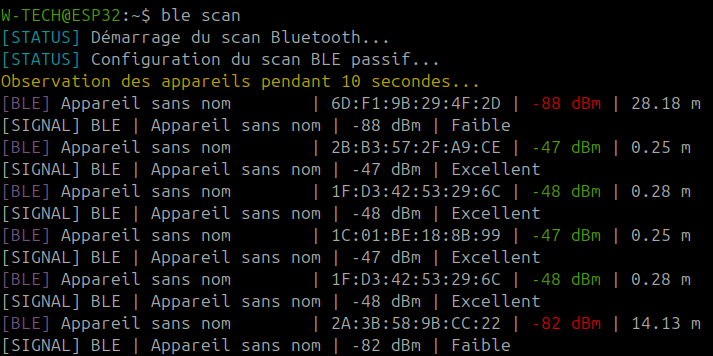 W-TECH@ESP32:~$ ble scan
[STATUS] Démarrage du scan Bluetooth...
[STATUS] Configuration du scan BLE passif...
Observation des appareils pendant 10 secondes...
[BLE] Appareil sans nom | 6D:F1:9B:29:4F:2D | -88 dBm | 28.18 m
[SIGNAL] BLE | Appareil sans nom | -88 dBm | Faible
[BLE] Appareil sans nom | 2B:B3:57:2F:A9:CE | -47 dBm | 0.25 m
[SIGNAL] BLE | Appareil sans nom | -47 dBm | Excellent
[BLE] Appareil sans nom | 1F:D3:42:53:29:6C | -48 dBm | 0.28 m
[SIGNAL] BLE | Appareil sans nom | -48 dBm | Excellent
[BLE] Appareil sans nom | 1C:01:BE:18:8B:99 | -47 dBm | 0.25 m
[SIGNAL] BLE | Appareil sans nom | -47 dBm | Excellent
[BLE] Appareil sans nom | 1F:D3:42:53:29:6C | -48 dBm | 0.28 m
[SIGNAL] BLE | Appareil sans nom | -48 dBm | Excellent
[BLE] Appareil sans nom | 2A:3B:58:9B:CC:22 | -82 dBm | 14.13 m
[SIGNAL] BLE | Appareil sans nom | -82 dBm | Faible